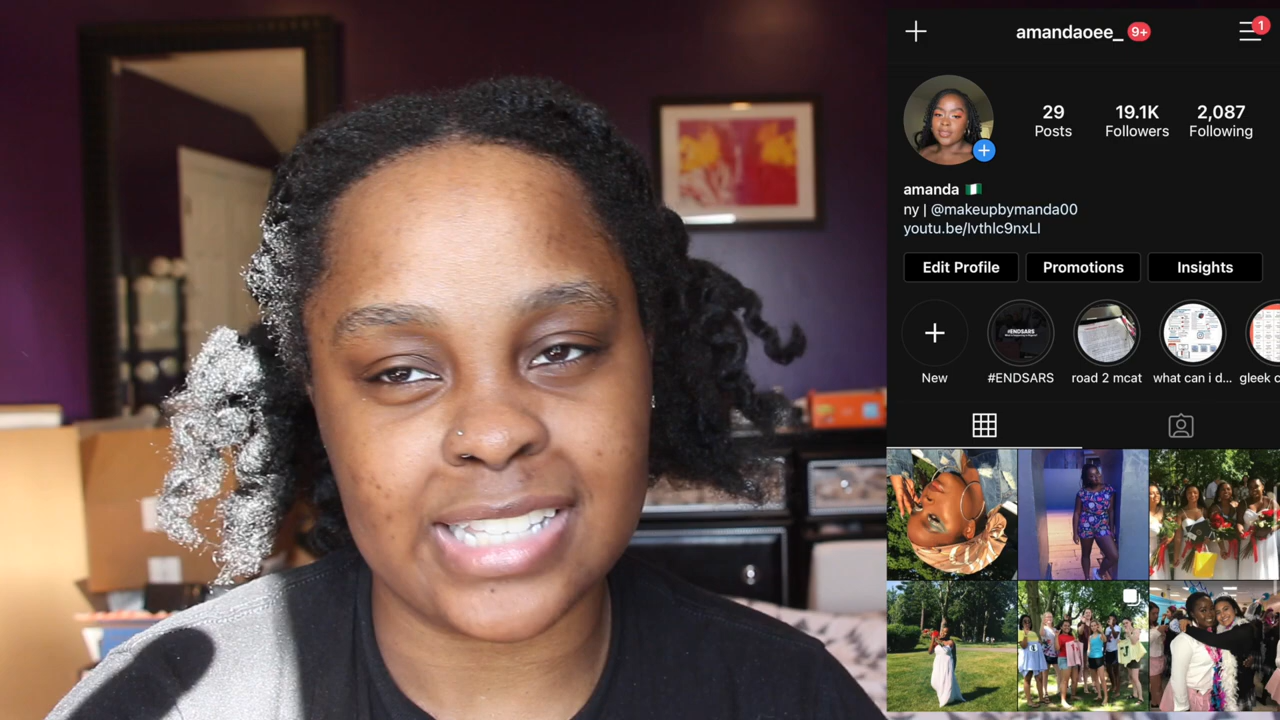 amandaoee_ 9+
1
29 19.1K 2,087
Posts Followers Following
amanda
ny | @makeupbymanda00
youtu.be/lvthlc9nxLI
Edit Profile Promotions Insights
#ENDSARS
New #ENDSARS road 2 mcat what can i d... gleek c